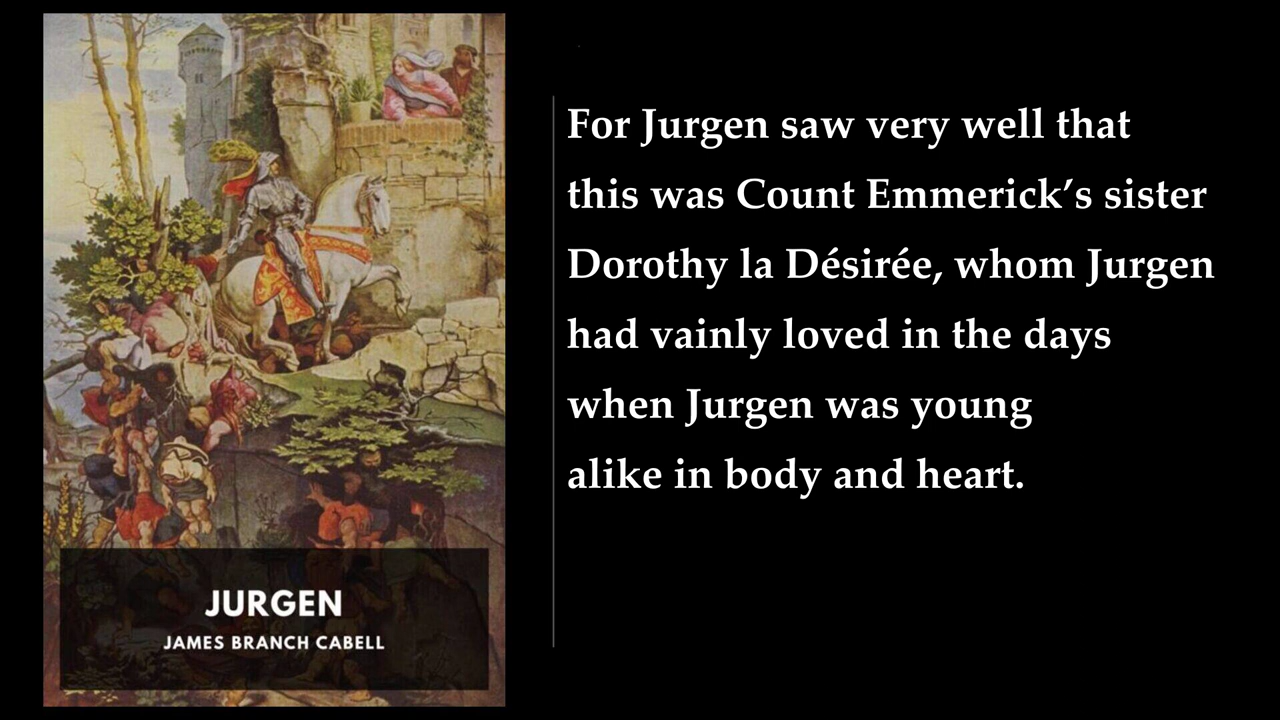 For Jurgen saw very well that
this was Count Emmerick’s sister
Dorothy la Désirée, whom Jurgen
had vainly loved in the days
when Jurgen was young
alike in body and heart.
JURGEN
JAMES BRANCH CABELL